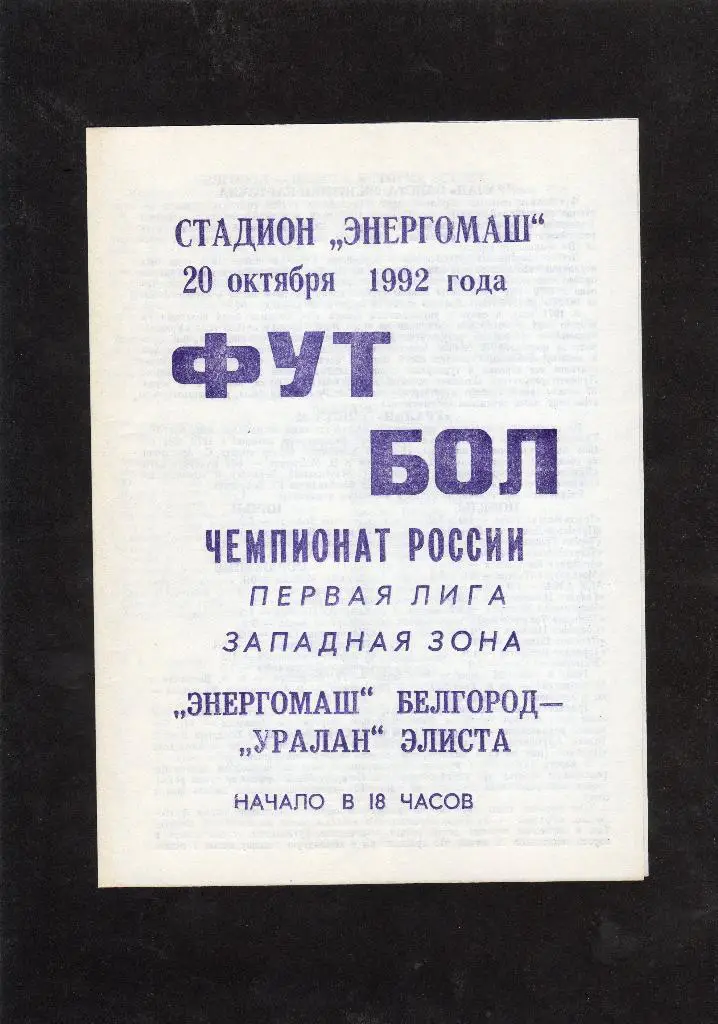 СТАДИОН „ЭНЕРГОМАШ“
20 октября 1992 года
ФУТ
БОЛ
ЧЕМПИОНАТ РОССИИ
ПЕРВАЯ ЛИГА
ЗАПАДНАЯ ЗОНА
„ЭНЕРГОМАШ“ БЕЛГОРОД—
„УРАЛАН“ ЭЛИСТА
НАЧАЛО В 18 ЧАСОВ